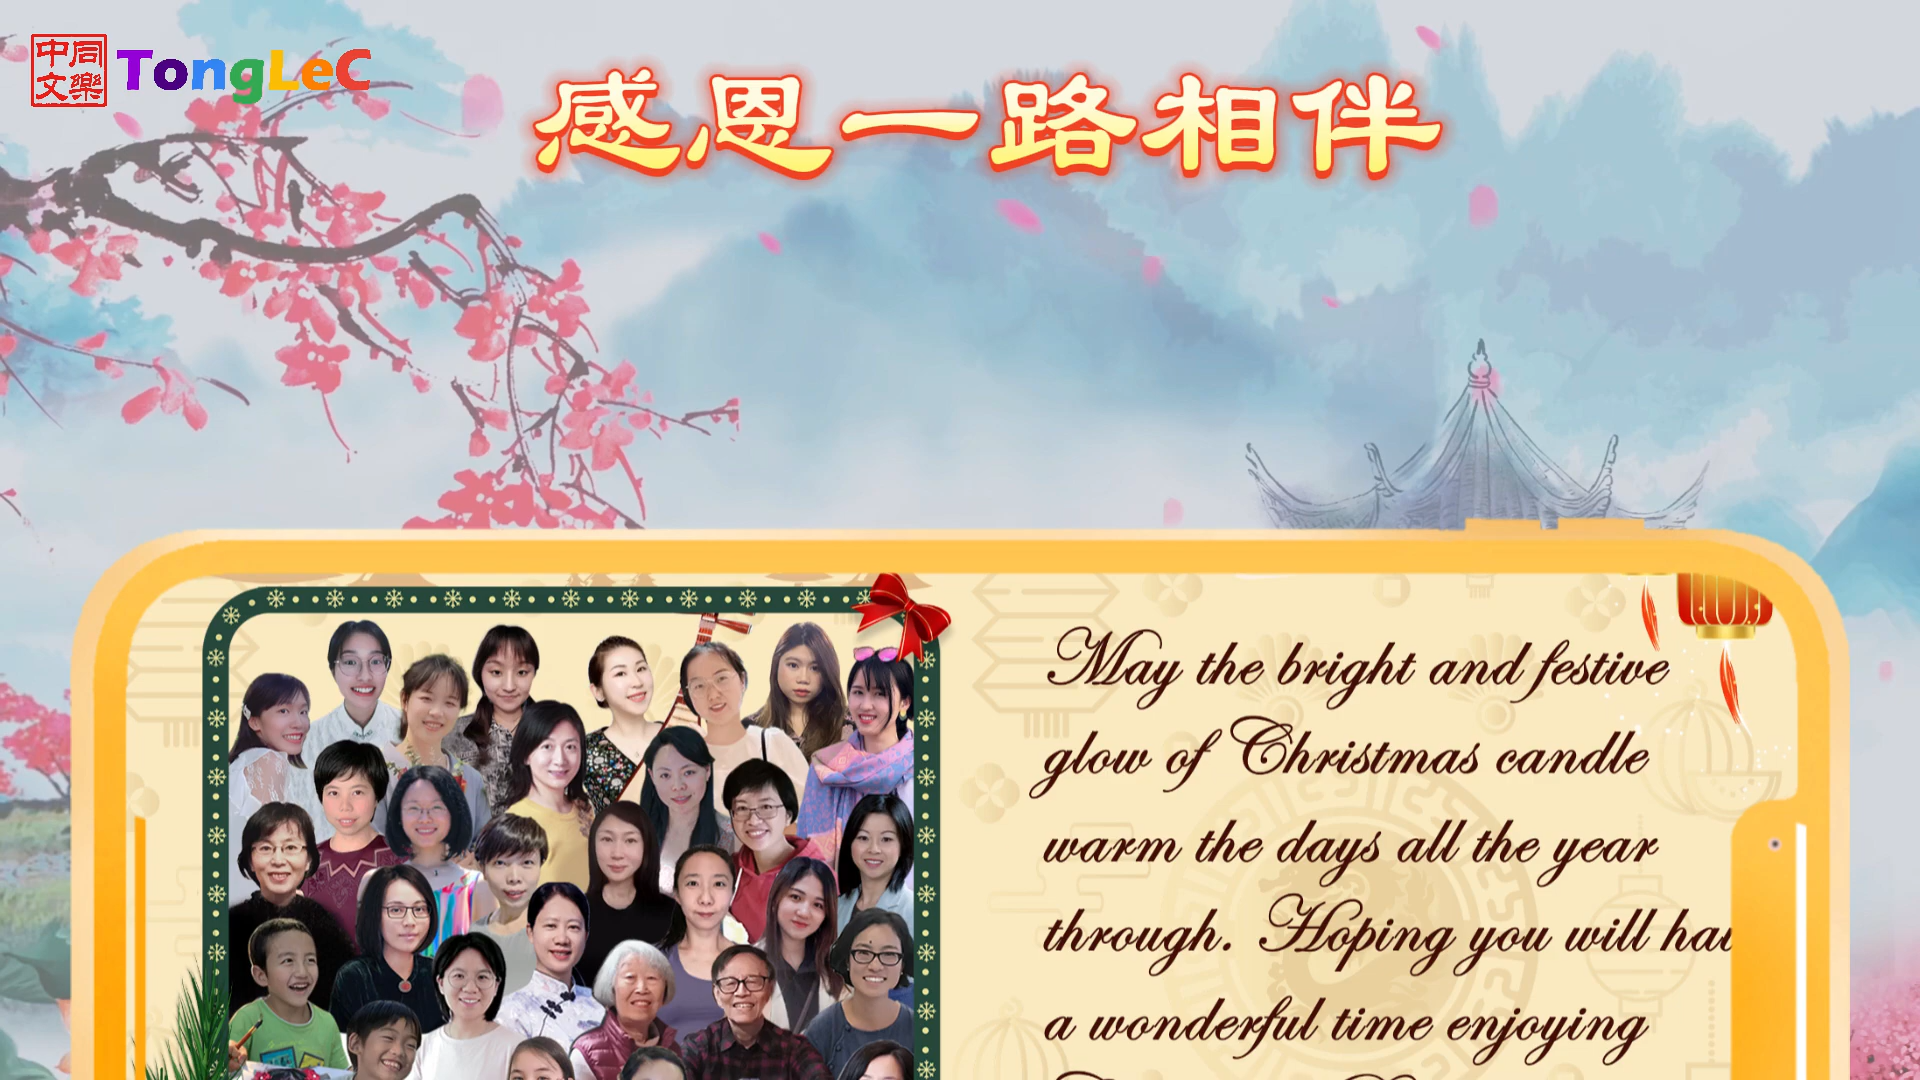 中同
文樂
TongLeC
感恩一路相伴
May the bright and festive
glow of Christmas candle
warm the days all the year
through. Hoping you will
a wonderful time enjoying